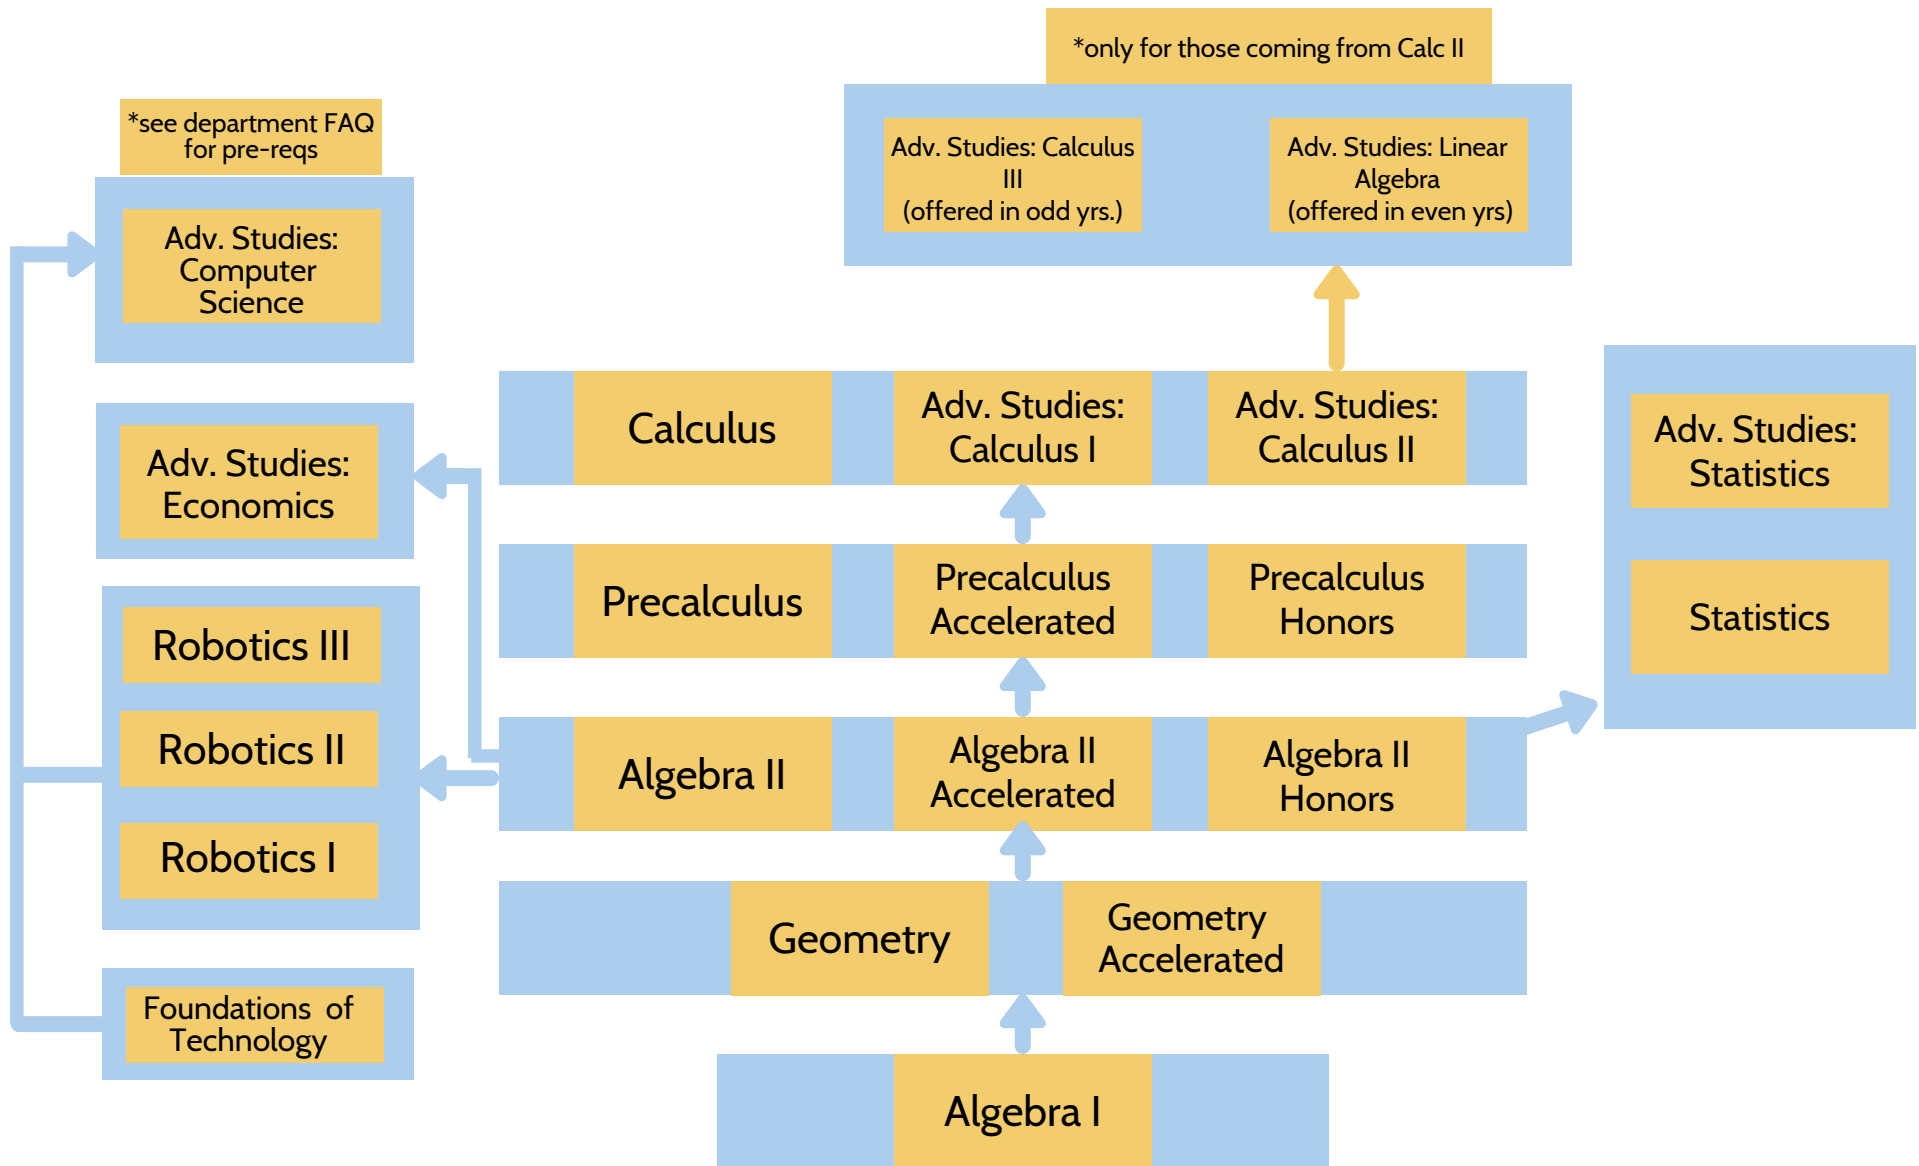 *only for those coming from Calc II
Adv. Studies: Calculus
III
(offered in odd yrs.)
Adv. Studies: Linear
Algebra
(offered in even yrs)
*see department FAQ
for pre-reqs
Adv. Studies:
Computer
Science
Adv. Studies:
Economics
Robotics III
Robotics II
Robotics I
Foundations of
Technology
Calculus
Adv. Studies:
Calculus I
Adv. Studies:
Calculus II
Precalculus
Precalculus
Accelerated
Precalculus
Honors
Algebra II
Algebra II
Accelerated
Algebra II
Honors
Geometry
Geometry
Accelerated
Algebra I
Adv. Studies:
Statistics
Statistics